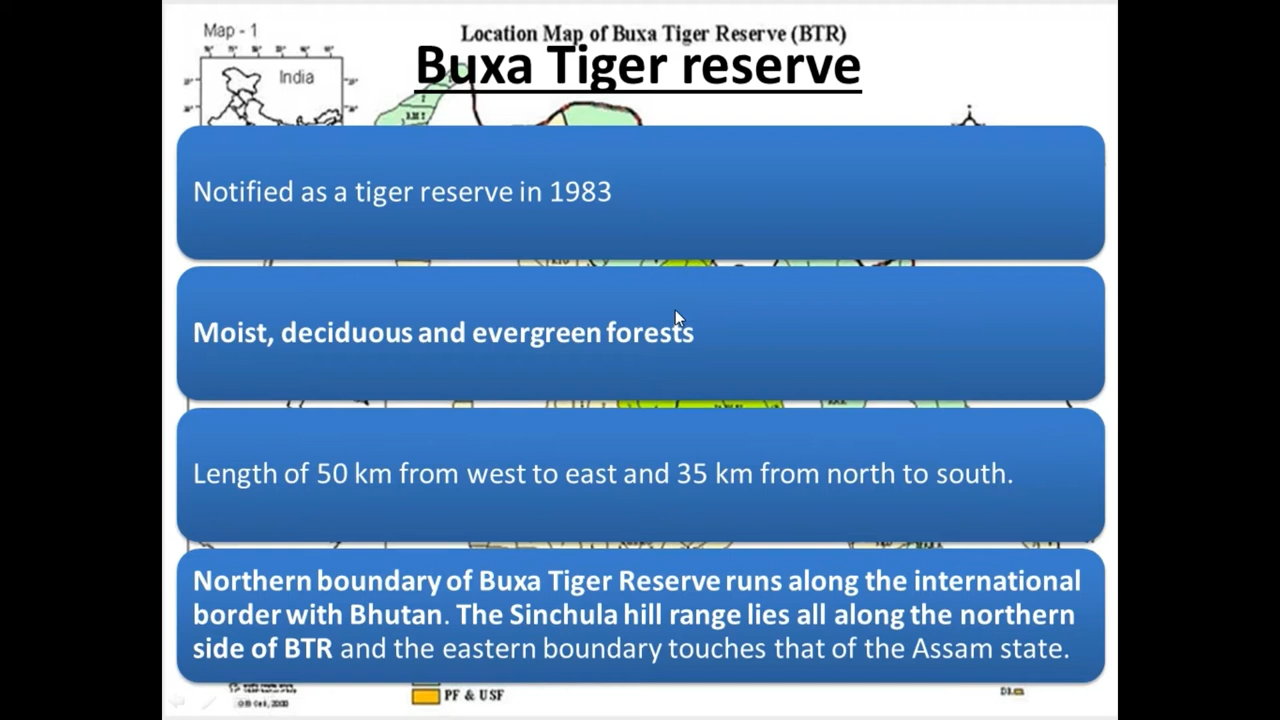 Map - 1
Location Map of Buxa Tiger Reserve (BTR)
Buxa Tiger reserve
India
Notified as a tiger reserve in 1983
Moist, deciduous and evergreen forests
Length of 50 km from west to east and 35 km from north to south.
Northern boundary of Buxa Tiger Reserve runs along the international
border with Bhutan. The Sinchula hill range lies all along the northern
side of BTR and the eastern boundary touches that of the Assam state.
PF & USF